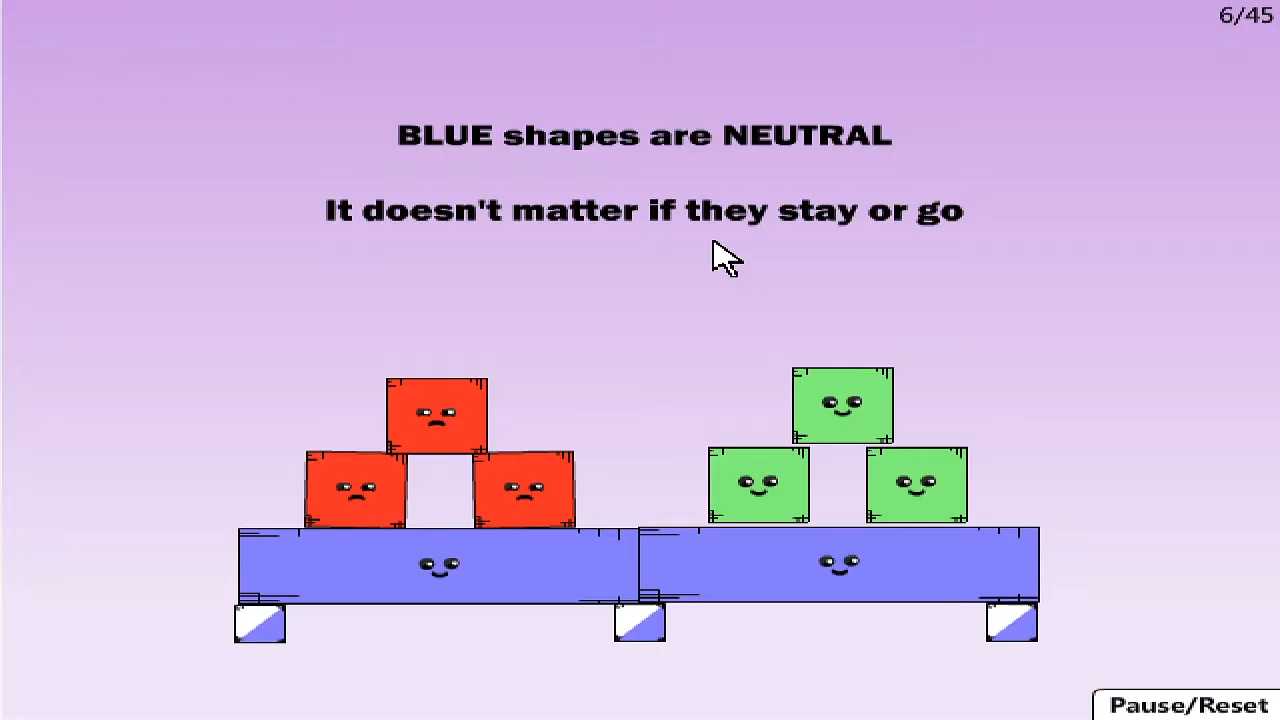 6/45
BLUE shapes are NEUTRAL
It doesn't matter if they stay or go
Pause/Reset